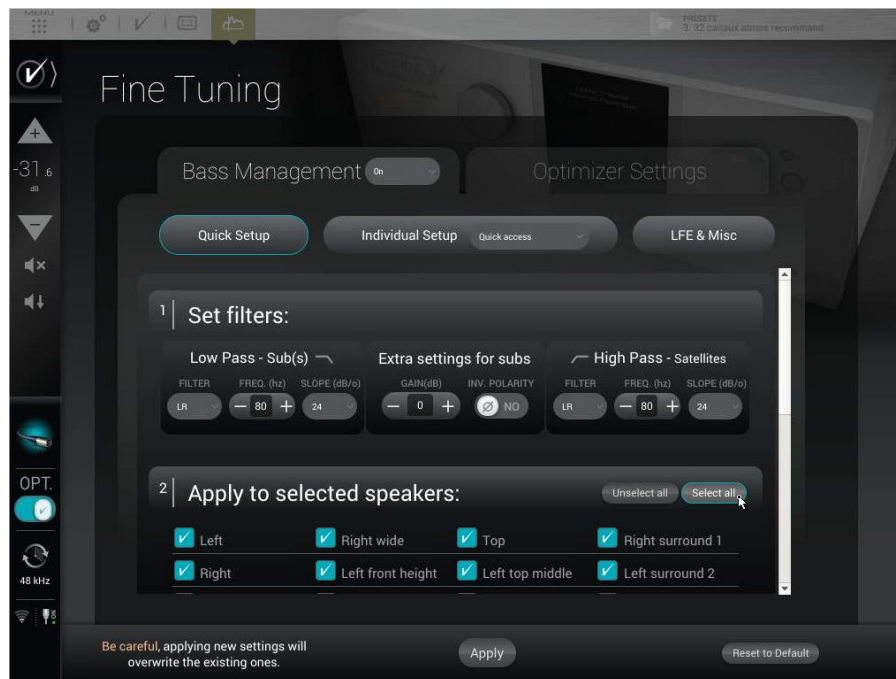 MENU
PRESETS
3. 32 canaux atmos recommand
Fine Tuning
-31.6
dB
Bass Management On
Optimizer Settings
Quick Setup
Individual Setup Quick access
LFE & Misc
1 Set filters:
Low Pass - Sub(s)
Extra settings for subs
High Pass - Satellites
FILTER FREQ. (hz) SLOPE (dB/o)
GAIN(dB) INV. POLARITY
FILTER FREQ. (hz) SLOPE (dB/o)
LR − 80 + 24
− 0 + Ø NO
LR − 80 + 24
2 Apply to selected speakers:
Unselect all Select all
Left Right wide Top Right surround 1
Right Left front height Left top middle Left surround 2
OPT.
48 kHz
ON
Be careful, applying new settings will
overwrite the existing ones.
Apply
Reset to Default